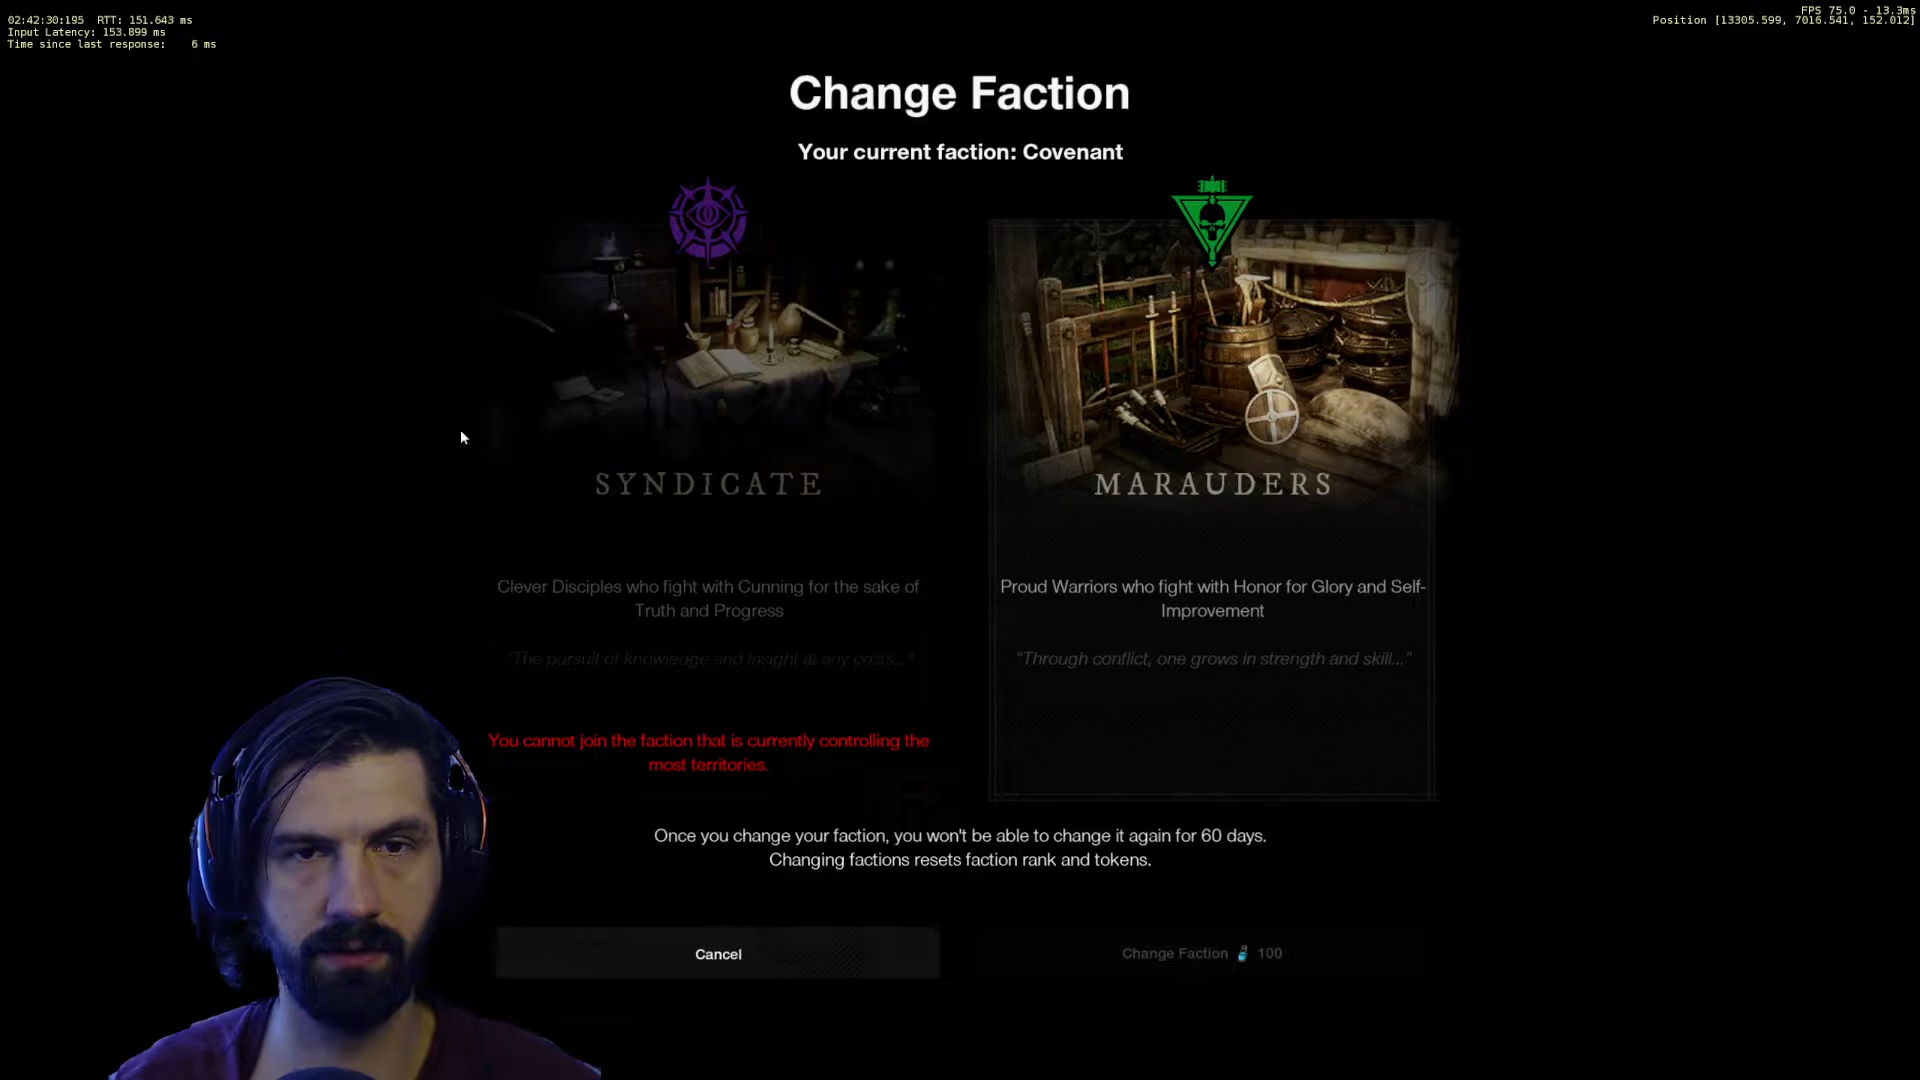 02:42:30:195 RTT: 151.643 ms
Input Latency: 153.899 ms
Time since last response: 6 ms
FPS 75.0 - 13.3ms
Position [13305.599, 7016.541, 152.012]
Change Faction
Your current faction: Covenant
SYNDICATE
Clever Disciples who fight with Cunning for the sake of
Truth and Progress
"The pursuit of knowledge and insight at any costs..."
You cannot join the faction that is currently controlling the
most territories.
MARAUDERS
Proud Warriors who fight with Honor for Glory and Self-
Improvement
"Through conflict, one grows in strength and skill..."
Once you change your faction, you won't be able to change it again for 60 days.
Changing factions resets faction rank and tokens.
Cancel
Change Faction 100